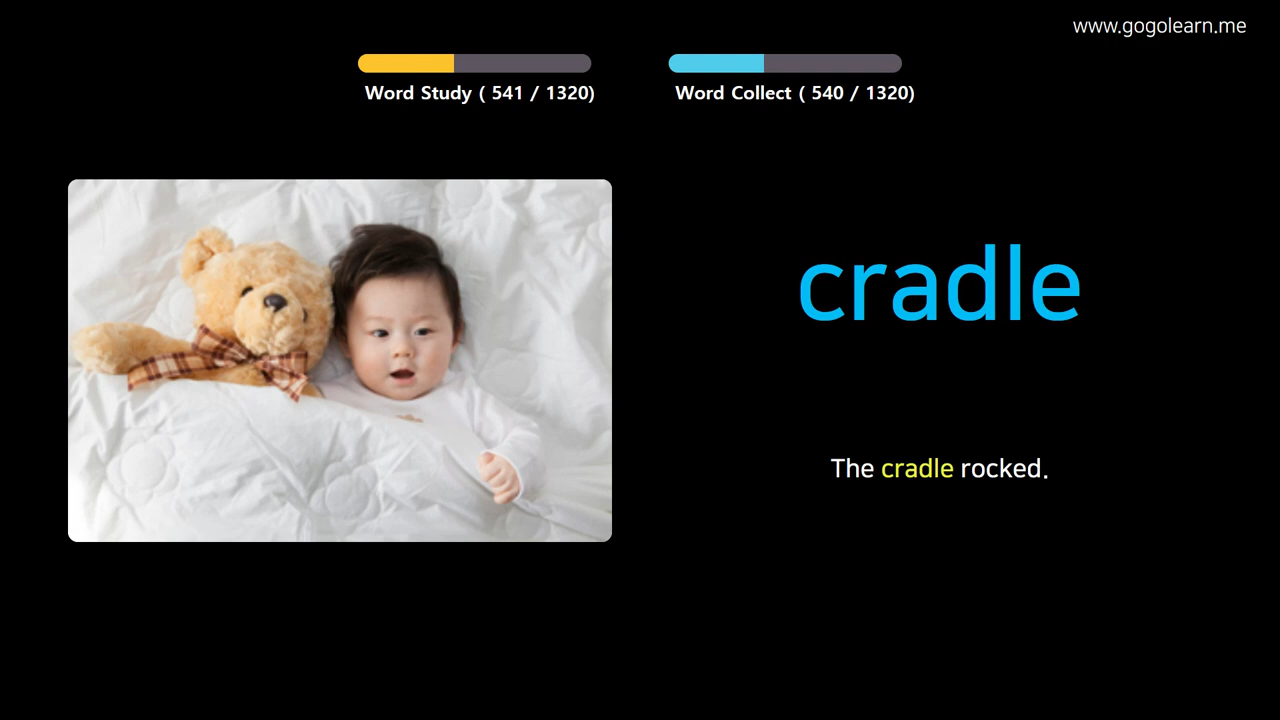 www.gogolearn.me
Word Study ( 541 / 1320)
Word Collect ( 540 / 1320)
cradle
The cradle rocked.